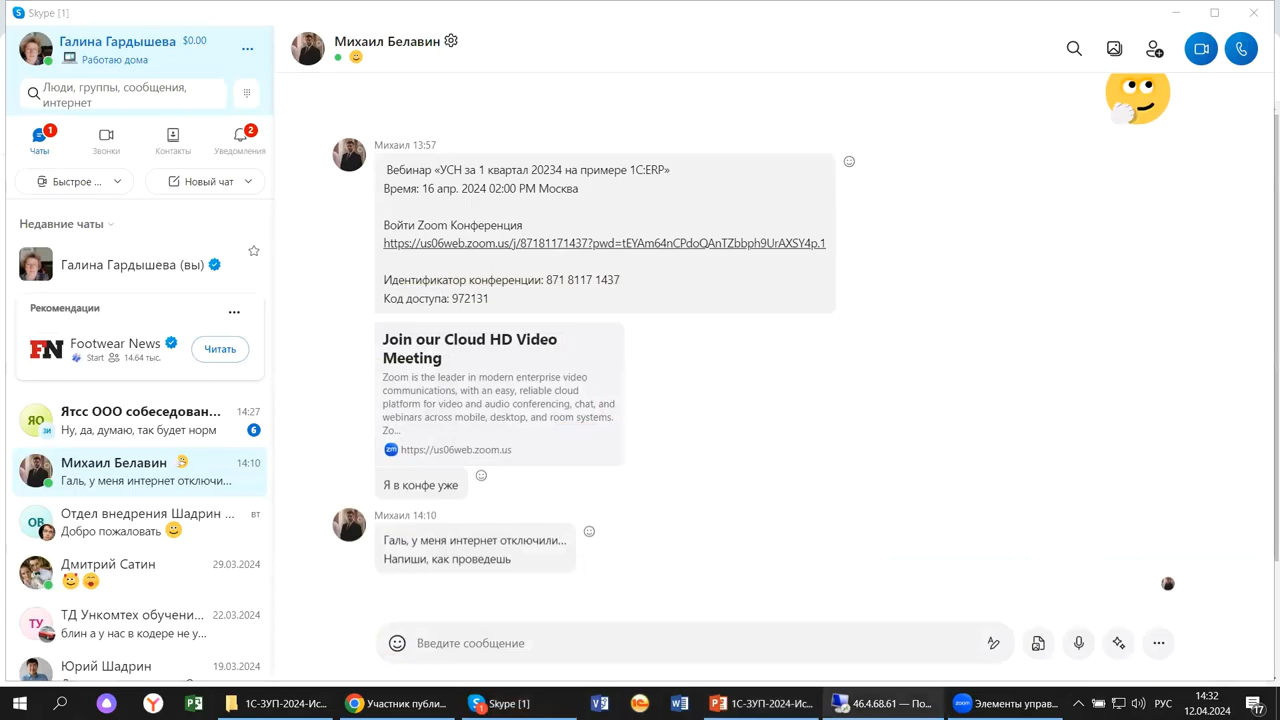 Skype [1]
Галина Гардышева $0.00
Работаю дома
Люди, группы, сообщения, интернет
Чаты
1
Звонки
Контакты
Уведомления
2
Быстрое ...
Новый чат
Недавние чаты
Галина Гардышева (вы)
Рекомендации
FN
Footwear News
Start 14.64 тыс.
Читать
ЯО
ЗИ
Ятсс ООО собеседован... 14:27
Ну, да, думаю, так будет норм 6
Михаил Белавин 14:10
Галь, у меня интернет отключи...
ОВ
Отдел внедрения Шадрин ... вт
Добро пожаловать
Дмитрий Сатин 29.03.2024
ТУ
ТД Ункомтех обучени... 22.03.2024
блин а у нас в кодере не у...
Юрий Шадрин 19.03.2024
Михаил Белавин
Михаил 13:57
Вебинар «УСН за 1 квартал 20234 на примере 1С:ERP»
Время: 16 апр. 2024 02:00 PM Москва
Войти Zoom Конференция
https://us06web.zoom.us/j/87181171437?pwd=tEYAm64nCPdoQAnTZbbph9UrAXSY4p.1
Идентификатор конференции: 871 8117 1437
Код доступа: 972131
Join our Cloud HD Video
Meeting
Zoom is the leader in modern enterprise video
communications, with an easy, reliable cloud
platform for video and audio conferencing, chat, and
webinars across mobile, desktop, and room systems.
Zo...
zm https://us06web.zoom.us
Я в конфе уже
Михаил 14:10
Галь, у меня интернет отключили...
Напиши, как проведешь
Введите сообщение
1С-ЗУП-2024-Ис...
Участник публи...
Skype [1]
1С-ЗУП-2024-Ис...
46.4.68.61 — По...
Элементы управ...
РУС
14:32
12.04.2024
17